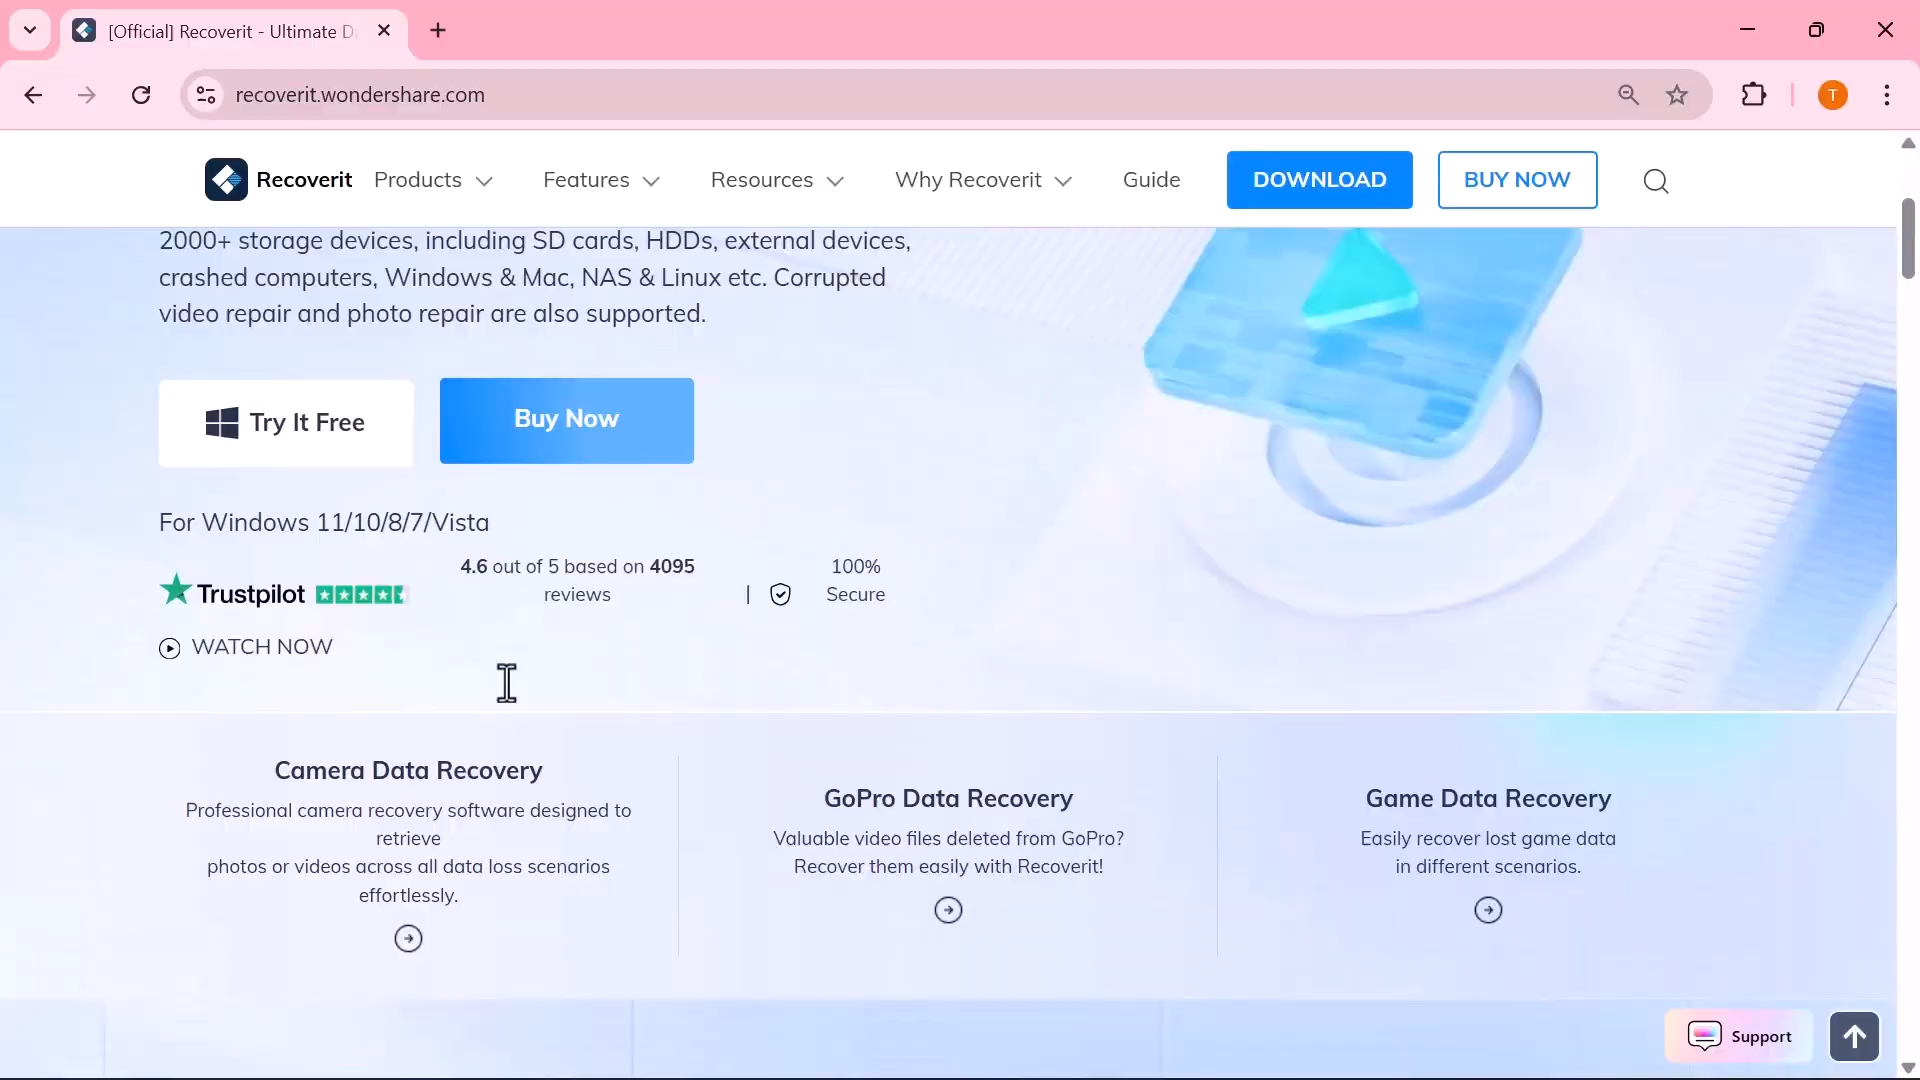 [Official] Recoverit - Ultimate D
recoverit.wondershare.com
T
Recoverit
Products
Features
Resources
Why Recoverit
Guide
DOWNLOAD
BUY NOW
2000+ storage devices, including SD cards, HDDs, external devices,
crashed computers, Windows & Mac, NAS & Linux etc. Corrupted
video repair and photo repair are also supported.
Try It Free
Buy Now
For Windows 11/10/8/7/Vista
Trustpilot
4.6 out of 5 based on 4095
reviews
|
100%
Secure
WATCH NOW
Camera Data Recovery
Professional camera recovery software designed to
retrieve
photos or videos across all data loss scenarios
effortlessly.
GoPro Data Recovery
Valuable video files deleted from GoPro?
Recover them easily with Recoverit!
Game Data Recovery
Easily recover lost game data
in different scenarios.
Support